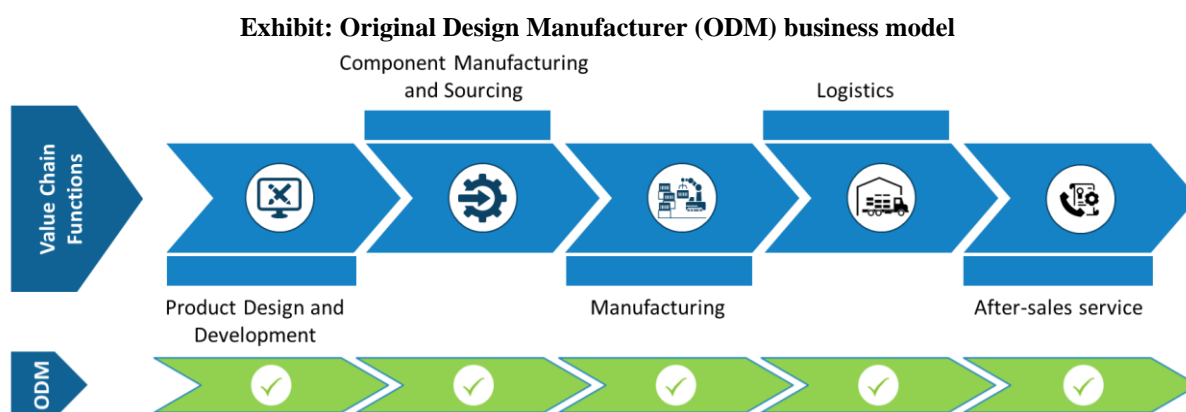 Exhibit: Original Design Manufacturer (ODM) business model
Component Manufacturing
and Sourcing
Logistics
Value Chain
Functions
Product Design and
Development
Manufacturing
After-sales service
ODM